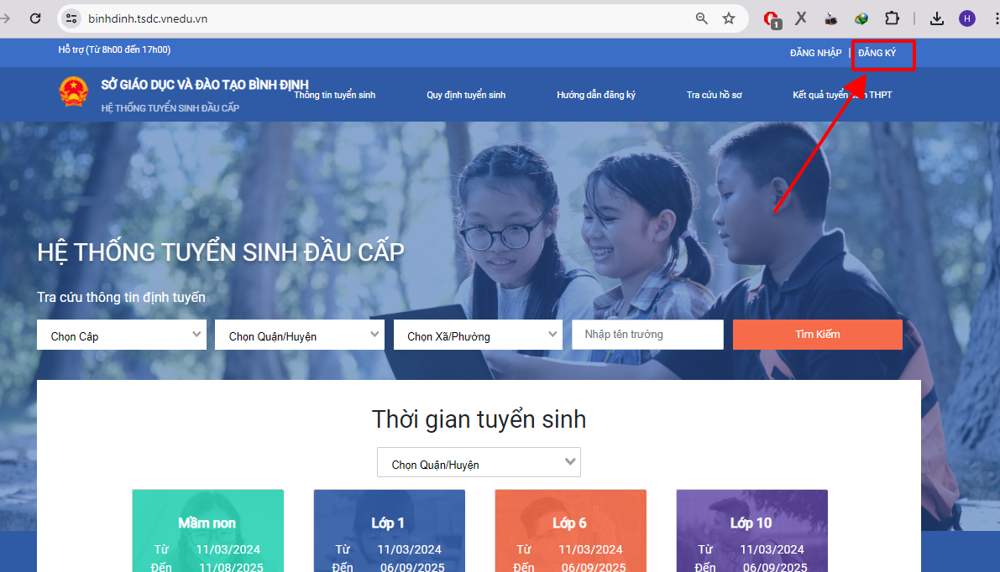 binhdinh.tsdc.vnedu.vn
1
H
Hỗ trợ (Từ 8h00 đến 17h00)
ĐĂNG NHẬP | ĐĂNG KÝ
SỞ GIÁO DỤC VÀ ĐÀO TẠO BÌNH ĐỊNH
HỆ THỐNG TUYỂN SINH ĐẦU CẤP
Thông tin tuyển sinh
Quy định tuyển sinh
Hướng dẫn đăng ký
Tra cứu hồ sơ
Kết quả tuyển sinh THPT
HỆ THỐNG TUYỂN SINH ĐẦU CẤP
Tra cứu thông tin định tuyến
Chọn Cấp
Chọn Quận/Huyện
Chọn Xã/Phường
Nhập tên trường
Tìm Kiếm
Thời gian tuyển sinh
Chọn Quận/Huyện
Mầm non
Từ 11/03/2024
Đến 11/08/2025
Lớp 1
Từ 11/03/2024
Đến 06/09/2025
Lớp 6
Từ 11/03/2024
Đến 06/09/2025
Lớp 10
Từ 11/03/2024
Đến 06/09/2025